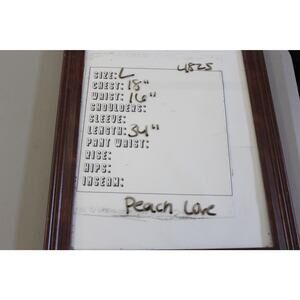 4825
SIZE: L
CHEST: 18"
WAIST: 16"
SHOULDERS:
SLEEVE:
LENGTH: 34"
PANT WAIST:
RISE:
HIPS:
INSEAM:
Peach Love